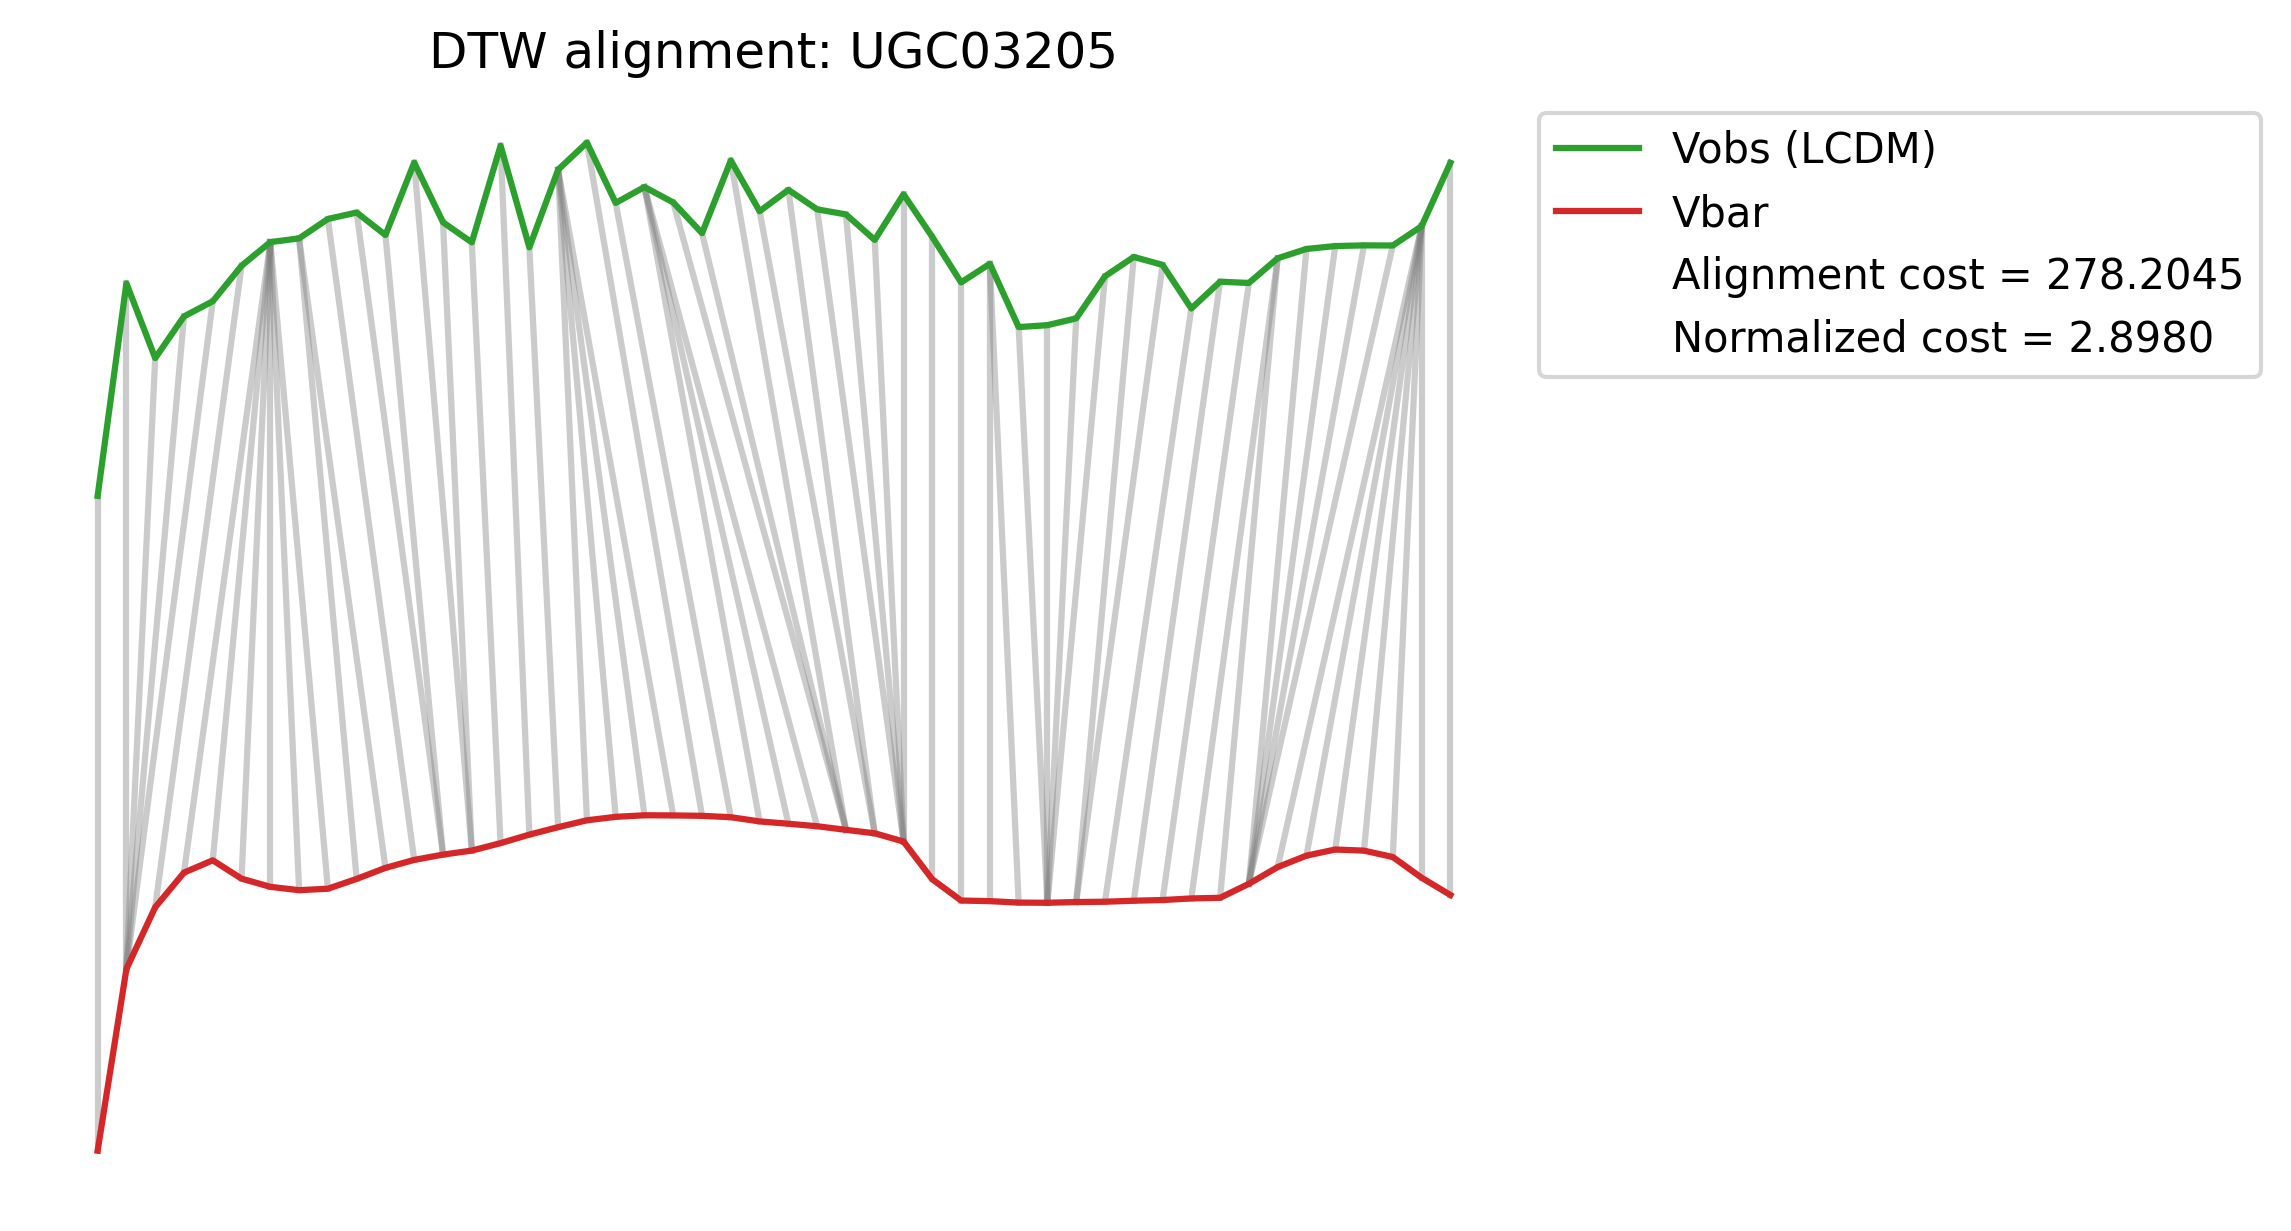 DTW alignment: UGC03205
Vobs (LCDM)
Vbar
Alignment cost = 278.2045
Normalized cost = 2.8980